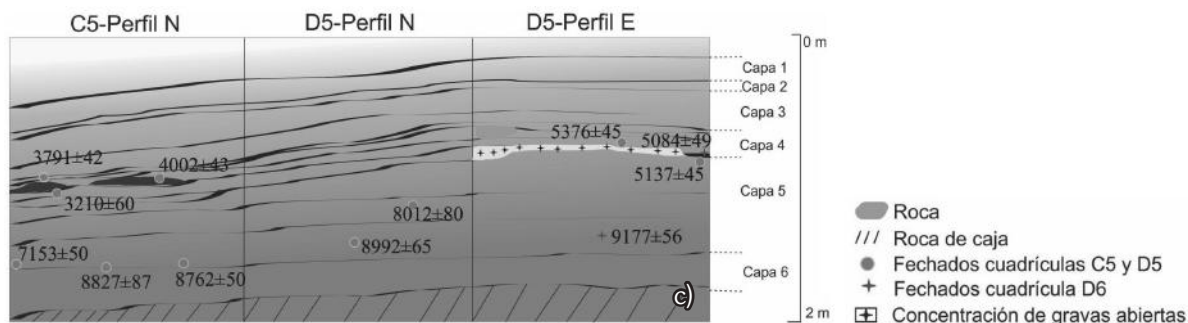 C5-Perfil N
D5-Perfil N
D5-Perfil E
0 m
Capa 1
Capa 2
Capa 3
5376±45
5084±49
Capa 4
3791±42
4002±43
5137±45
3210±60
Capa 5
8012±80
7153±50
8992±65
9177±56
8827±87
8762±50
Capa 6
c)
2 m
Roca
Roca de caja
Fechados cuadrículas C5 y D5
Fechados cuadrícula D6
Concentración de gravas abiertas